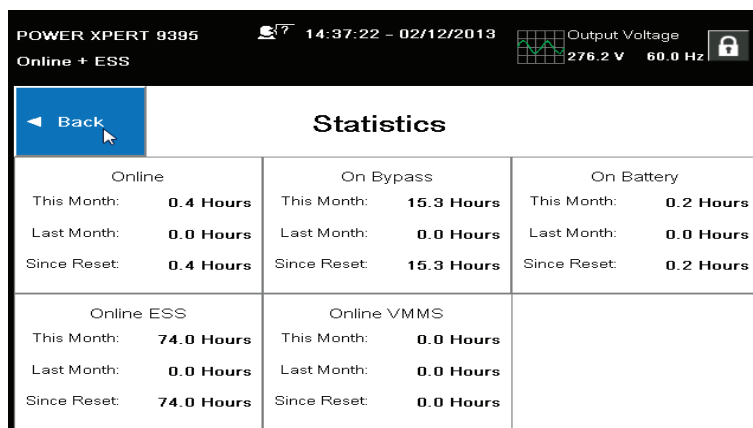 POWER XPERT 9395 ? 14:37:22 - 02/12/2013 Output Voltage
Online + ESS 276.2 V 60.0 Hz
Back Statistics
Online On Bypass On Battery
This Month: 0.4 Hours This Month: 15.3 Hours This Month: 0.2 Hours
Last Month: 0.0 Hours Last Month: 0.0 Hours Last Month: 0.0 Hours
Since Reset: 0.4 Hours Since Reset: 15.3 Hours Since Reset: 0.2 Hours
Online ESS Online VMMS
This Month: 74.0 Hours This Month: 0.0 Hours
Last Month: 0.0 Hours Last Month: 0.0 Hours
Since Reset: 74.0 Hours Since Reset: 0.0 Hours